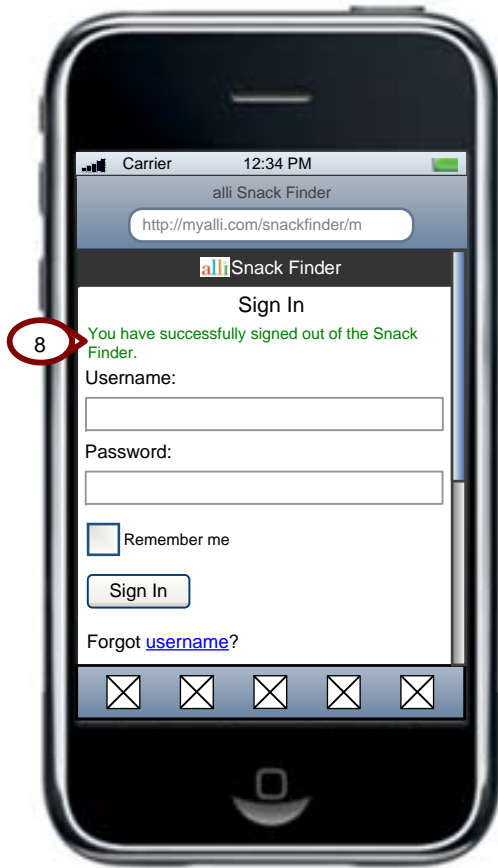 Carrier 12:34 PM
alli Snack Finder
http://myalli.com/snackfinder/m
alli Snack Finder
Sign In
8
You have successfully signed out of the Snack
Finder.
Username:
Password:
Remember me
Sign In
Forgot username?